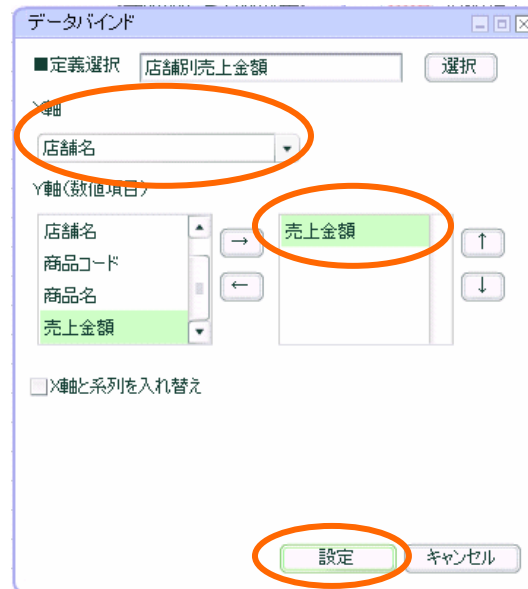 データバインド
■定義選択 店舗別売上金額 選択
X軸
店舗名
Y軸(数値項目)
店舗名
商品コード
商品名
売上金額
→
←
売上金額
↑
↓
X軸と系列を入れ替え
設定 キャンセル